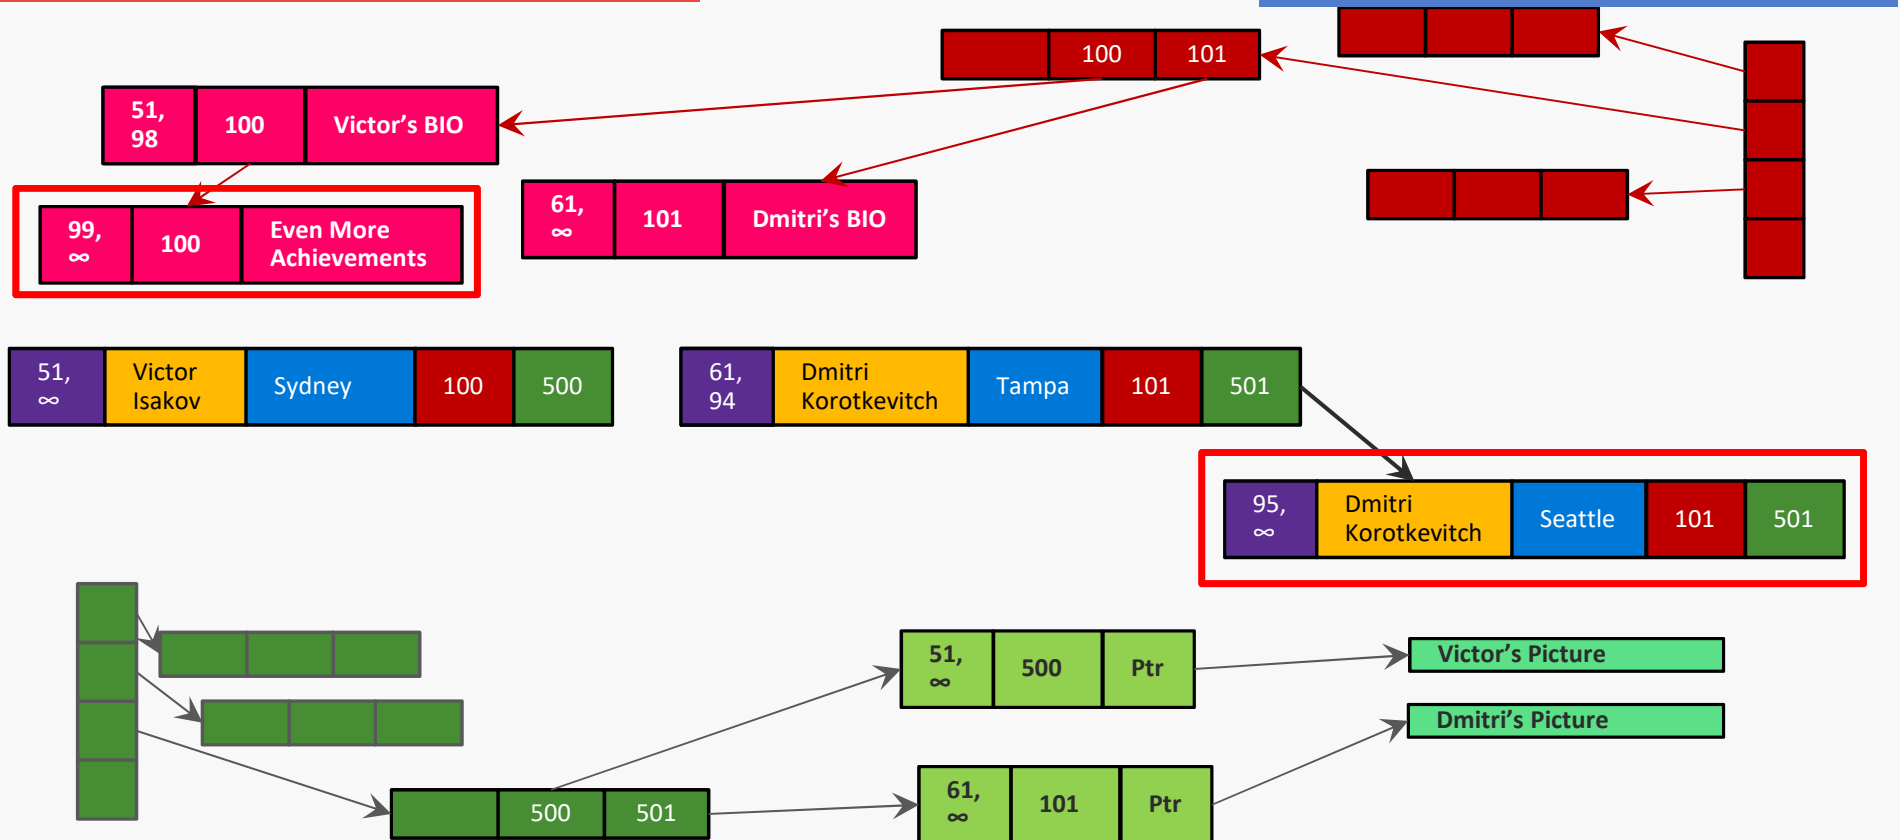 100 101
51,
98
100
Victor's BIO
99,
∞
100
Even More
Achievements
61,
∞
101
Dmitri's BIO
51,
∞
Victor
Isakov
Sydney
100
500
61,
94
Dmitri
Korotkevitch
Tampa
101
501
95,
∞
Dmitri
Korotkevitch
Seattle
101
501
51,
∞
500
Ptr
Victor's Picture
Dmitri's Picture
500 501
61,
∞
101
Ptr